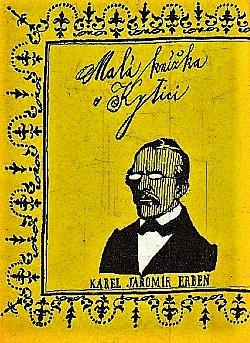 Malá knížka
o Kytici
KAREL JAROMÍR ERBEN